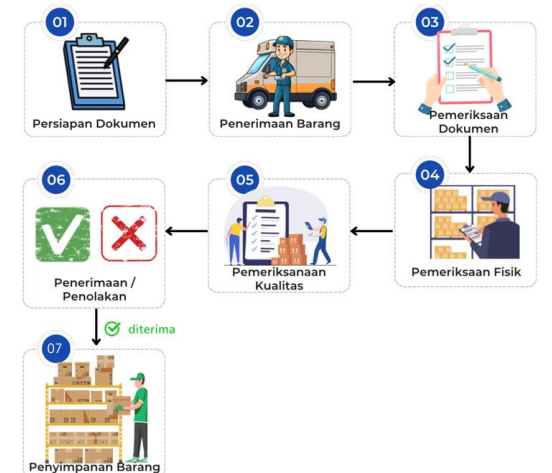 01
Persiapan Dokumen
02
Penerimaan Barang
03
Pemeriksaan
Dokumen
04
Pemeriksaan Fisik
05
Pemeriksanaan
Kualitas
06
Penerimaan /
Penolakan
diterima
07
Penyimpanan Barang